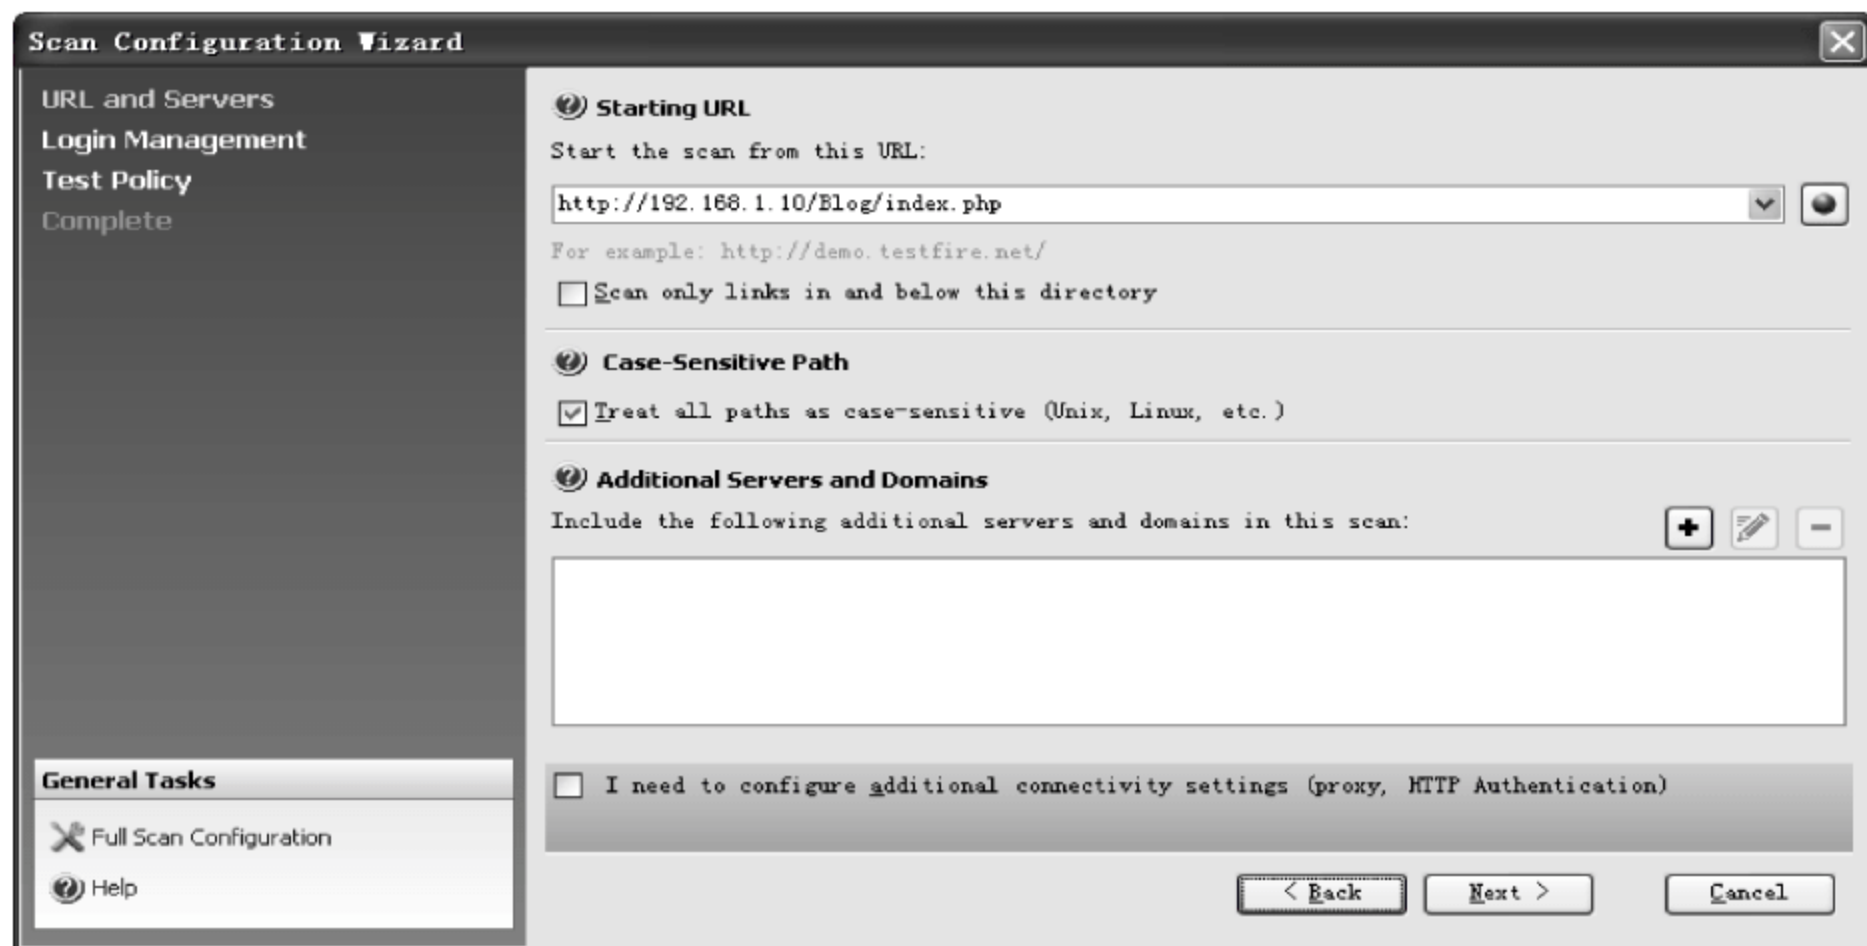 Scan Configuration Wizard
URL and Servers
Login Management
Test Policy
Complete
Starting URL
Start the scan from this URL:
http://192.168.1.10/Blog/index.php
For example: http://demo.testfire.net/
Scan only links in and below this directory
Case-Sensitive Path
Treat all paths as case-sensitive (Unix, Linux, etc.)
Additional Servers and Domains
Include the following additional servers and domains in this scan:
I need to configure additional connectivity settings (proxy, HTTP Authentication)
General Tasks
Full Scan Configuration
Help
< Back
Next >
Cancel